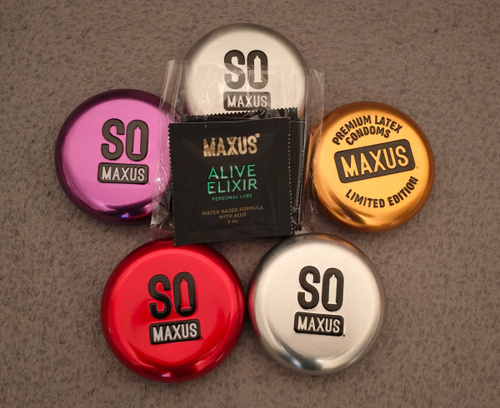 SO
MAXUS
SO
MAXUS
MAXUS®
ALIVE
ELIXIR
PERSONAL LUBE
WATER-BASED FORMULA
WITH ALOE
PREMIUM LATEX
CONDOMS
MAXUS
LIMITED EDITION
SO
MAXUS
SO
MAXUS